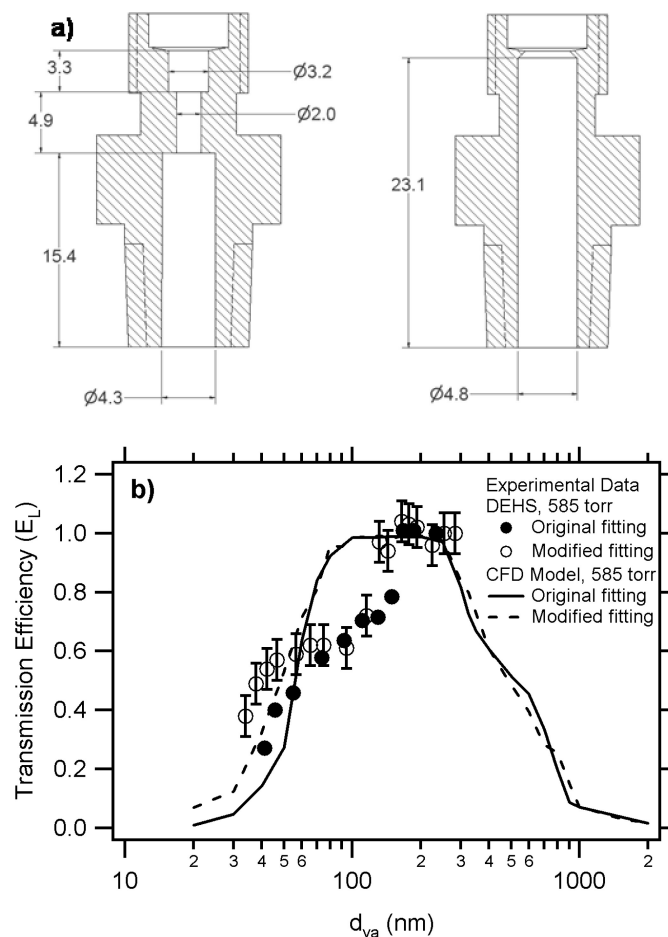 a)
3.3
Ø3.2
4.9
Ø2.0
15.4
Ø4.3
23.1
Ø4.8
b)
Transmission Efficiency (E_L)
1.2
1.0
0.8
0.6
0.4
0.2
0.0
Experimental Data
DEHS, 585 torr
Original fitting
Modified fitting
CFD Model, 585 torr
Original fitting
Modified fitting
10 2 3 4 5 6 100 2 3 4 5 6 1000 2
d_va (nm)